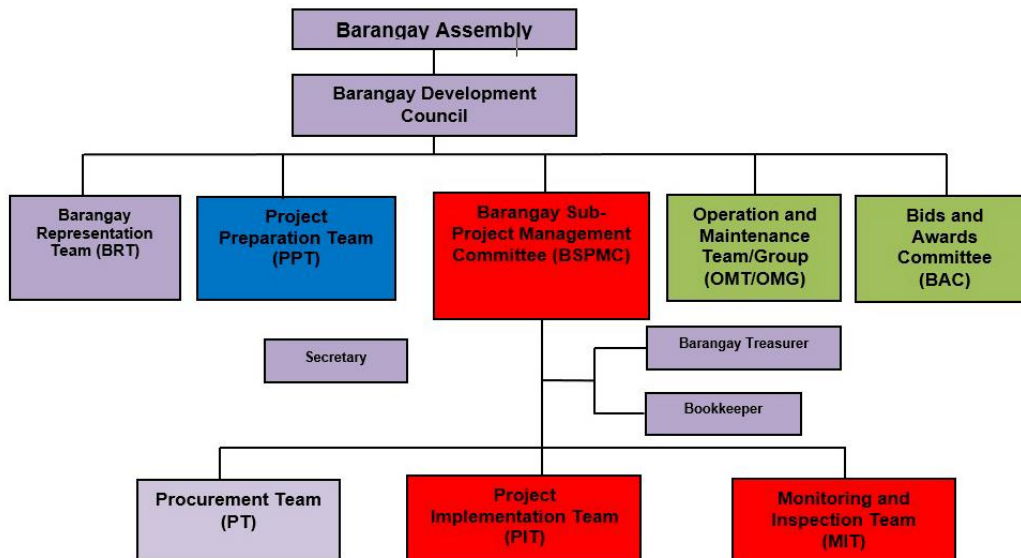 Barangay Assembly
Barangay Development
Council
Barangay
Representation
Team (BRT)
Project
Preparation Team
(PPT)
Barangay Sub-
Project Management
Committee (BSPMC)
Operation and
Maintenance
Team/Group
(OMT/OMG)
Bids and
Awards
Committee
(BAC)
Secretary
Barangay Treasurer
Bookkeeper
Procurement Team
(PT)
Project
Implementation Team
(PIT)
Monitoring and
Inspection Team
(MIT)